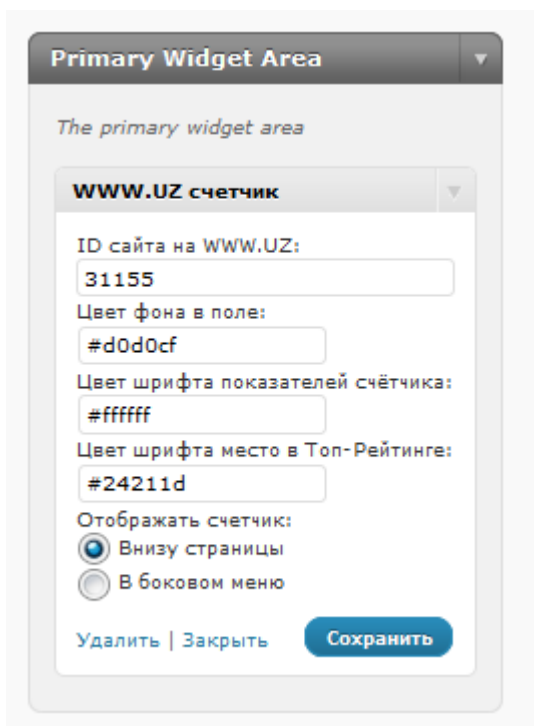 Primary Widget Area
The primary widget area
WWW.UZ счетчик
ID сайта на WWW.UZ:
31155
Цвет фона в поле:
#d0d0cf
Цвет шрифта показателей счётчика:
#ffffff
Цвет шрифта место в Топ-Рейтинге:
#24211d
Отображать счетчик:
Внизу страницы
В боковом меню
Удалить | Закрыть Сохранить